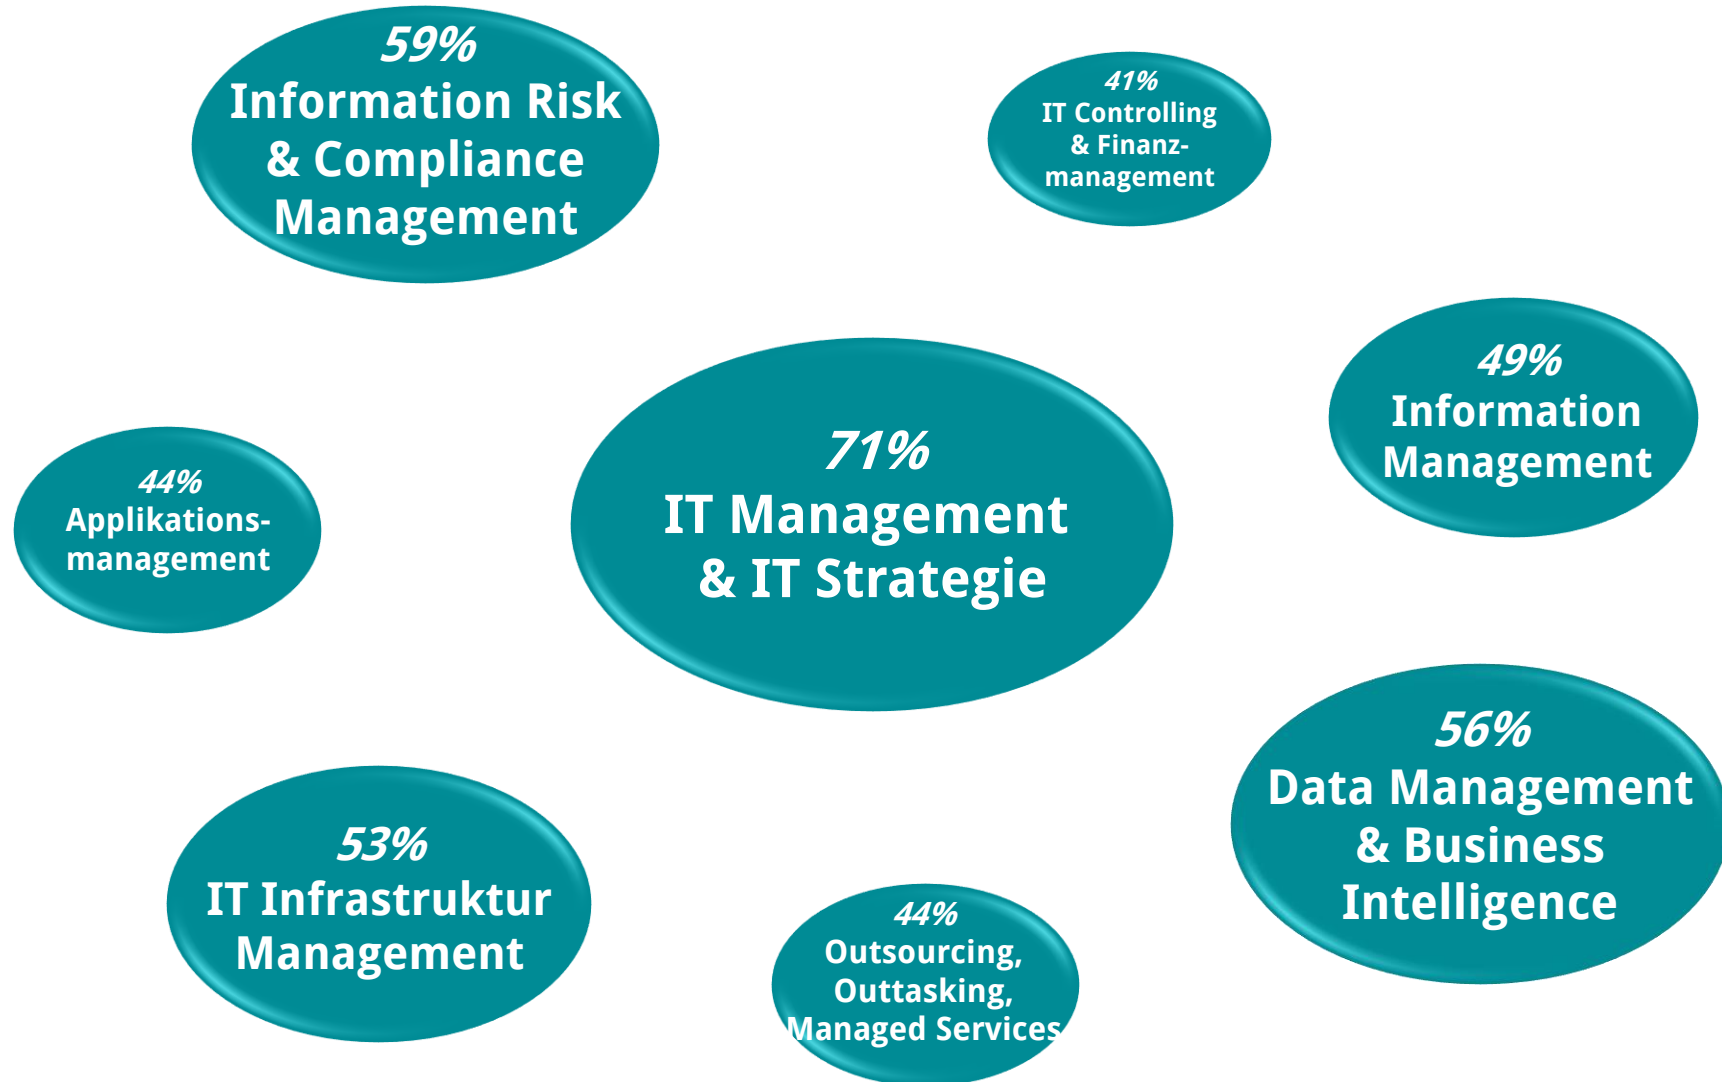 59%
Information Risk
& Compliance
Management
41%
IT Controlling
& Finanz-
management
49%
Information
Management
71%
IT Management
& IT Strategie
44%
Applikations-
management
56%
Data Management
& Business
Intelligence
53%
IT Infrastruktur
Management
44%
Outsourcing,
Outtasking,
Managed Services